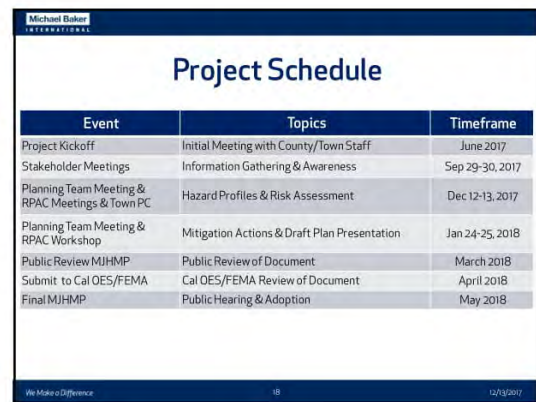 Michael Baker
INTERNATIONAL
Project Schedule
Event Topics Timeframe
Project Kickoff Initial Meeting with County/Town Staff June 2017
Stakeholder Meetings Information Gathering & Awareness Sep 29-30, 2017
Planning Team Meeting &
RPAC Meetings & Town PC Hazard Profiles & Risk Assessment Dec 12-13, 2017
Planning Team Meeting &
RPAC Workshop Mitigation Actions & Draft Plan Presentation Jan 24-25, 2018
Public Review MJHMP Public Review of Document March 2018
Submit to Cal OES/FEMA Cal OES/FEMA Review of Document April 2018
Final MJHMP Public Hearing & Adoption May 2018
We Make a Difference 18 12/13/2017